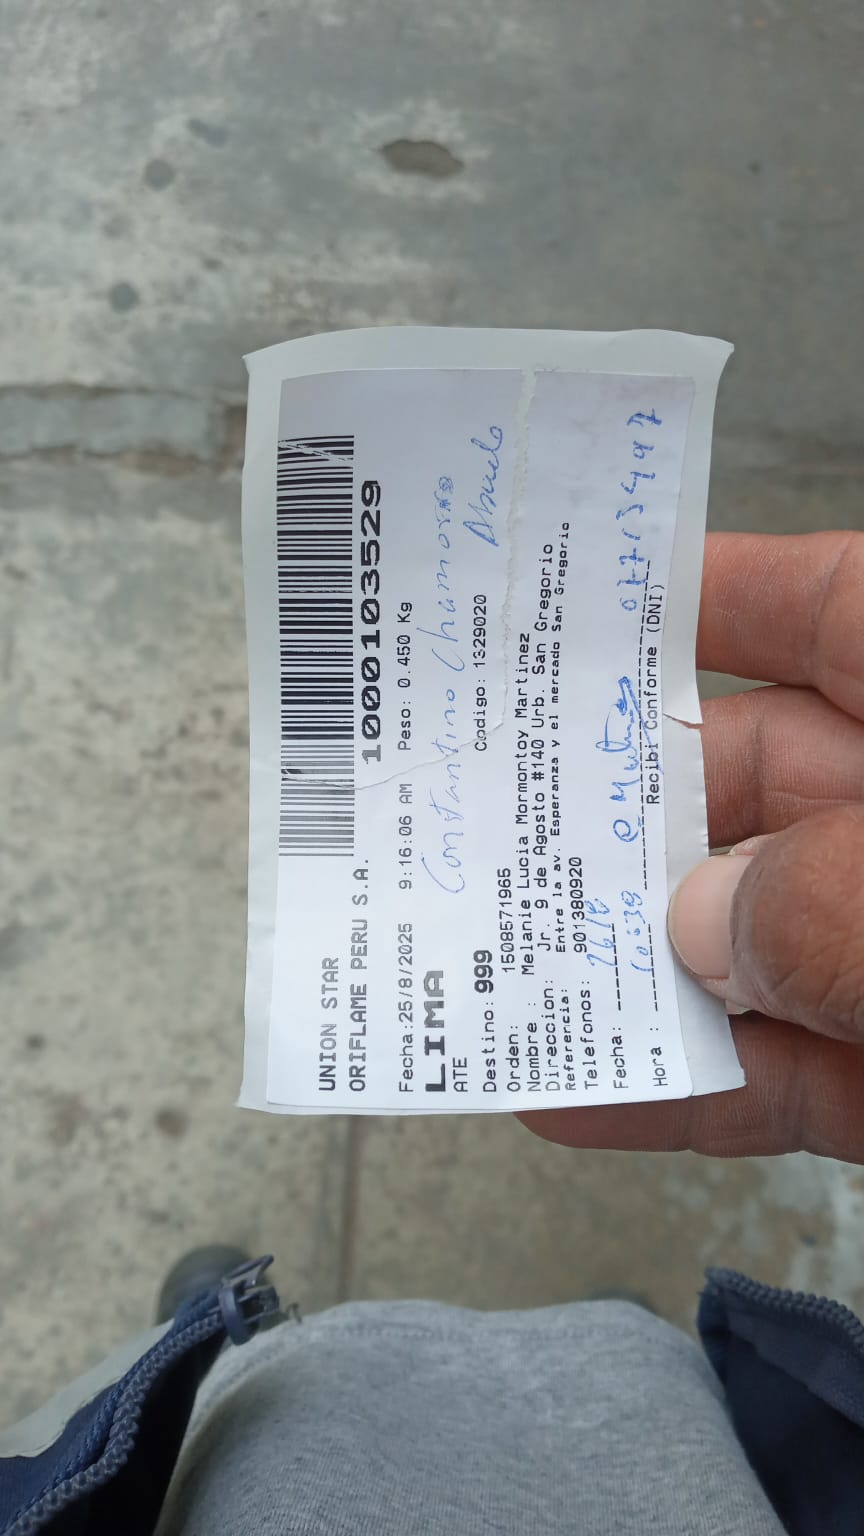 UNION STAR
ORIFLAME PERU S.A.
1000103529
Fecha:25/8/2025 9:16:06 AM Peso: 0.450 Kg
LIMA
Constantino Chamorro
ATE
Abuelo
Destino: 999 Codigo: 1329020
Orden: 1508571965
Nombre : Melanie Lucia Mormontoy Martinez
Direccion: Jr. 9 de Agosto #140 Urb. San Gregorio
Referencia: Entre la av. Esperanza y el mercado San Gregorio
Telefonos: 901380920
Fecha: 26/8
Hora : 10:38
Recibi Conforme (DNI)